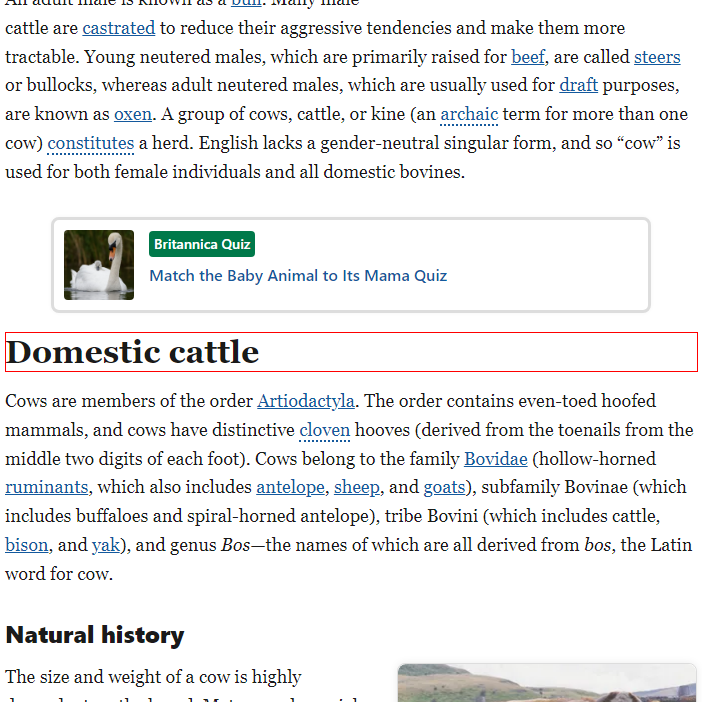 An adult male is known as a bull. Many male
cattle are castrated to reduce their aggressive tendencies and make them more
tractable. Young neutered males, which are primarily raised for beef, are called steers
or bullocks, whereas adult neutered males, which are usually used for draft purposes,
are known as oxen. A group of cows, cattle, or kine (an archaic term for more than one
cow) constitutes a herd. English lacks a gender-neutral singular form, and so “cow” is
used for both female individuals and all domestic bovines.
Britannica Quiz
Match the Baby Animal to Its Mama Quiz
Domestic cattle
Cows are members of the order Artiodactyla. The order contains even-toed hoofed
mammals, and cows have distinctive cloven hooves (derived from the toenails from the
middle two digits of each foot). Cows belong to the family Bovidae (hollow-horned
ruminants, which also includes antelope, sheep, and goats), subfamily Bovinae (which
includes buffaloes and spiral-horned antelope), tribe Bovini (which includes cattle,
bison, and yak), and genus Bos—the names of which are all derived from bos, the Latin
word for cow.
Natural history
The size and weight of a cow is highly